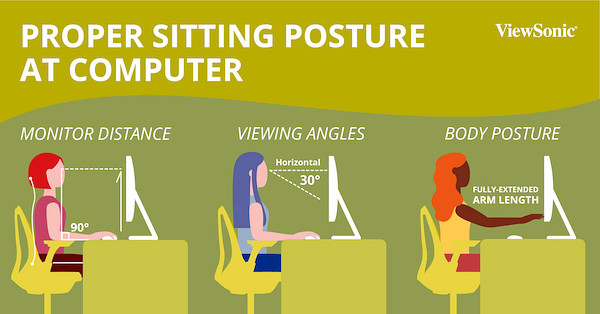 PROPER SITTING POSTURE
AT COMPUTER
ViewSonic®
MONITOR DISTANCE
VIEWING ANGLES
BODY POSTURE
90°
Horizontal
30°
FULLY-EXTENDED
ARM LENGTH